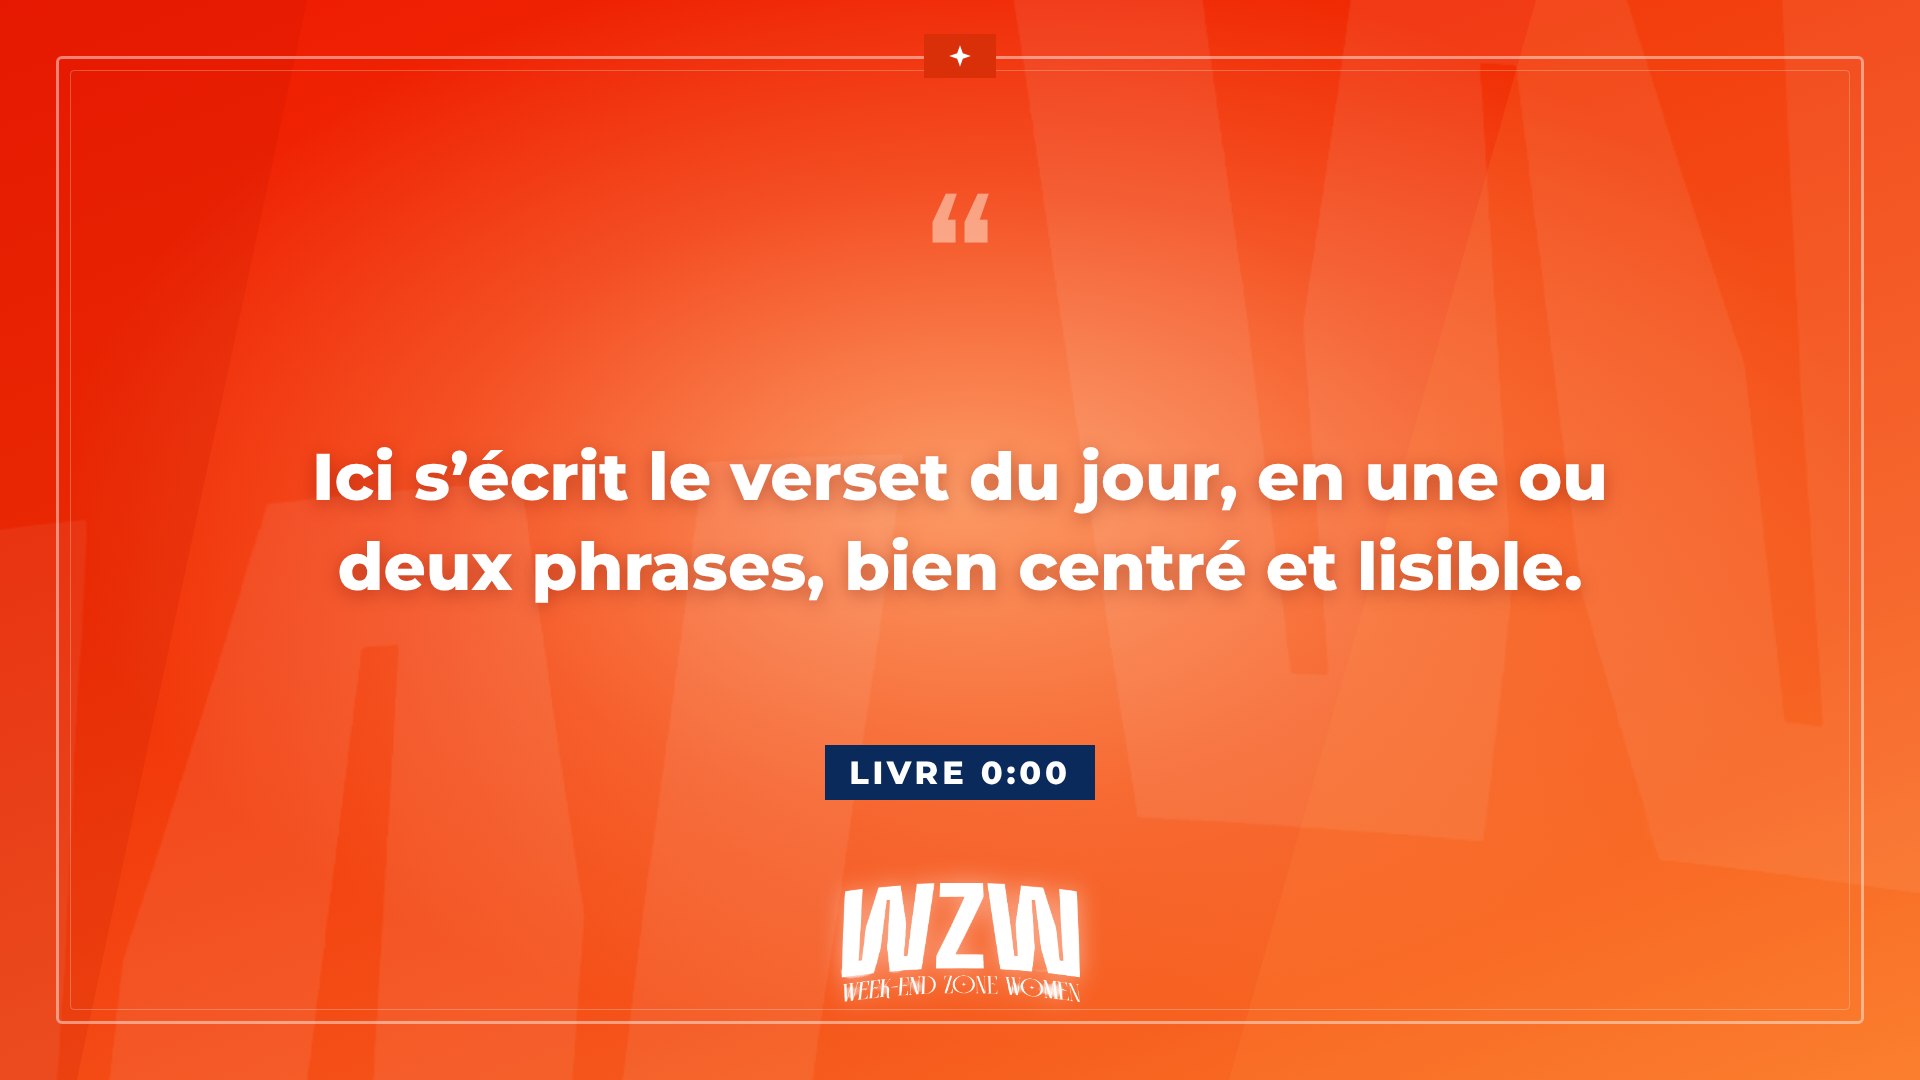 “
Ici s’écrit le verset du jour, en une ou
deux phrases, bien centré et lisible.
LIVRE 0:00
WZW
WEEK-END ZONE WOMEN